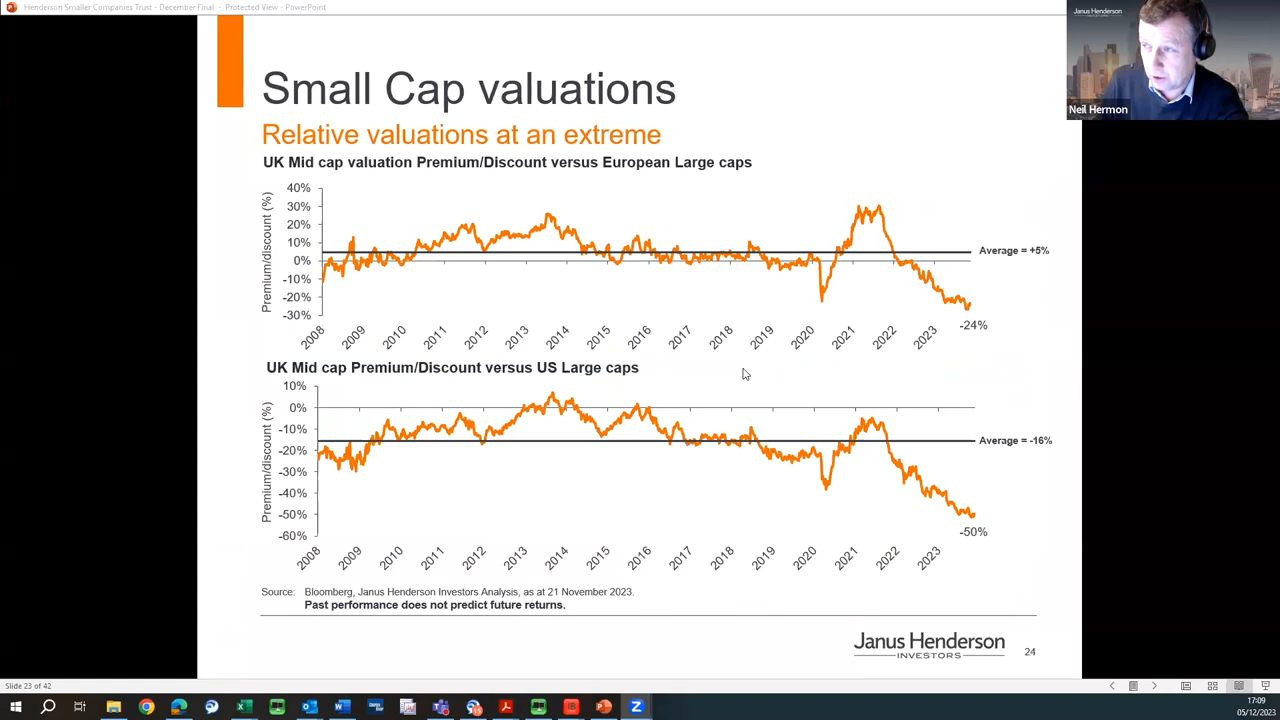 Henderson Smaller Companies Trust - December Final - Protected View - PowerPoint
Janus Henderson
Neil Hermon
Small Cap valuations
Relative valuations at an extreme
UK Mid cap valuation Premium/Discount versus European Large caps
Premium/discount (%)
40%
30%
20%
10%
0%
-10%
-20%
-30%
Average = +5%
-24%
2008 2009 2010 2011 2012 2013 2014 2015 2016 2017 2018 2019 2020 2021 2022 2023
UK Mid cap Premium/Discount versus US Large caps
Premium/discount (%)
10%
0%
-10%
-20%
-30%
-40%
-50%
-60%
Average = -16%
-50%
2008 2009 2010 2011 2012 2013 2014 2015 2016 2017 2018 2019 2020 2021 2022 2023
Source: Bloomberg, Janus Henderson Investors Analysis, as at 21 November 2023.
Past performance does not predict future returns.
Janus Henderson
INVESTORS
24
Slide 23 of 42
17:09
05/12/2023